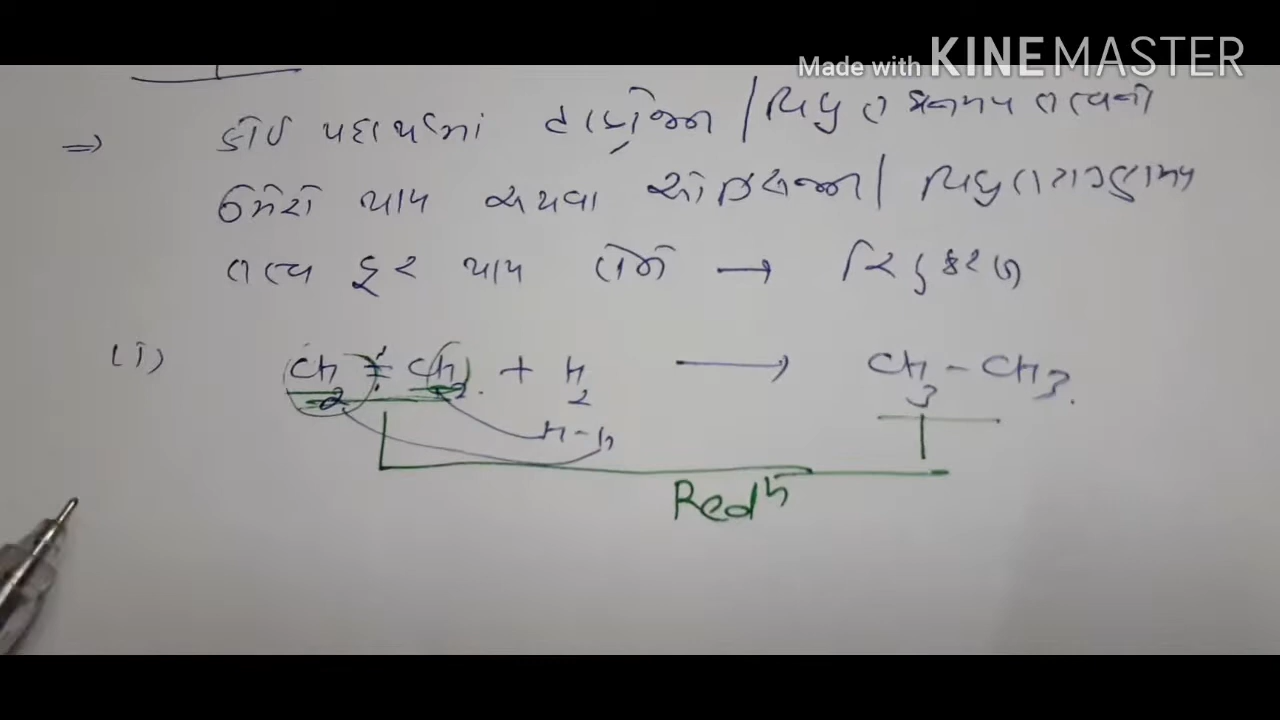 Made with KINEMASTER
⇒ કોઈ પદાર્થમાં હાઈડ્રોજન / વિદ્યુત ધનમય તત્વનો
ઉમેરો થાય અથવા ઓક્સિજન / વિદ્યુતઋણમય
તત્વ દૂર થાય તેને → રિડક્શન
(i) CH₂ = CH₂ + H₂ → CH₃ - CH₃.
H - H
Redⁿ